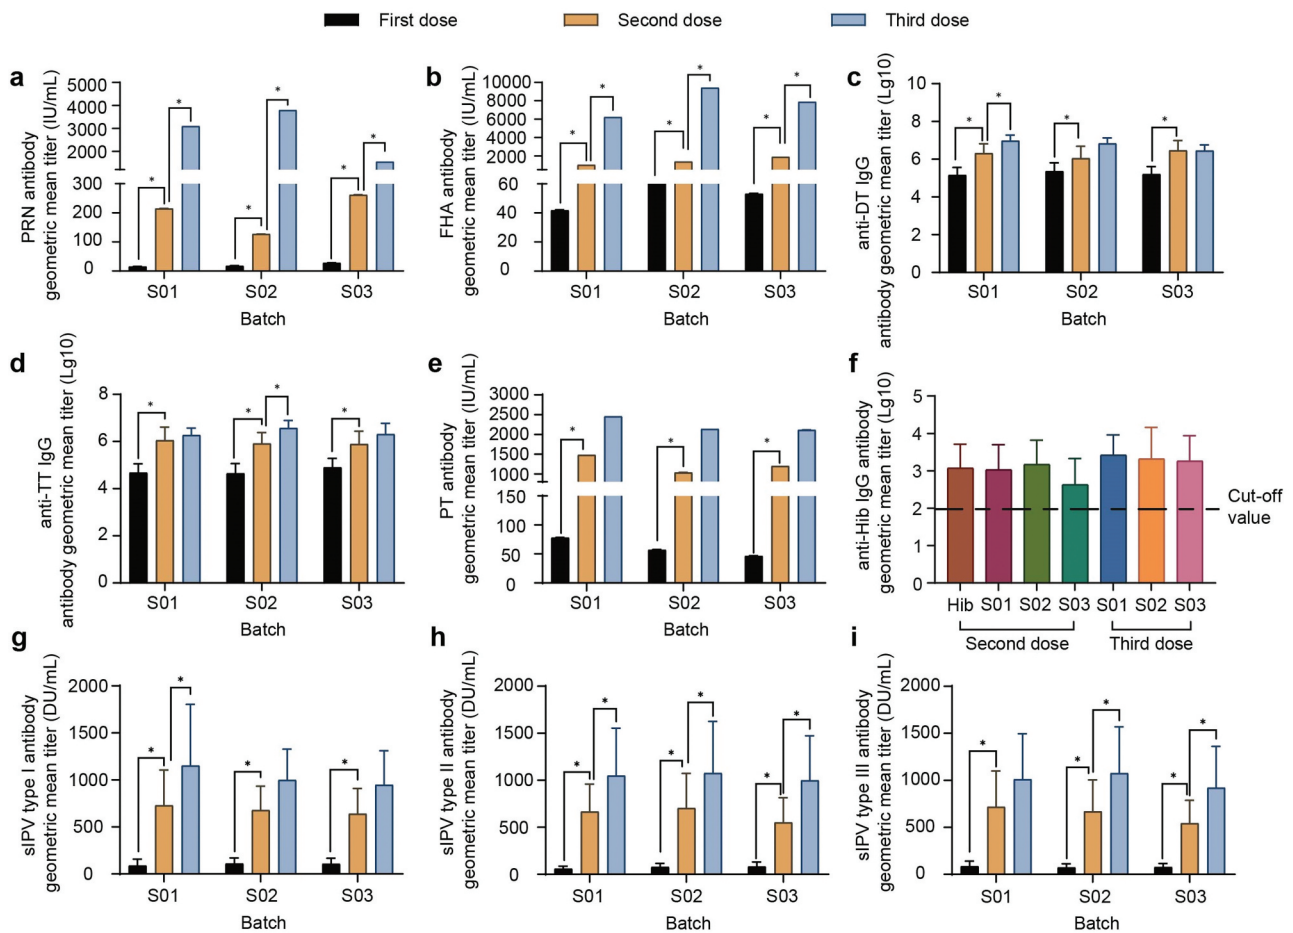 First dose
Second dose
Third dose
a
PRN antibody
geometric mean titer (IU/mL)
5000
4000
3000
2000
300
200
100
0
*
*
*
*
*
*
S01
S02
S03
Batch
b
FHA antibody
geometric mean titer (IU/mL)
10000
8000
6000
4000
2000
60
40
20
0
*
*
*
*
*
*
S01
S02
S03
Batch
c
anti-DT IgG
antibody geometric mean titer (Lg10)
10
8
6
4
2
0
*
*
*
*
S01
S02
S03
Batch
d
anti-TT IgG
antibody geometric mean titer (Lg10)
8
6
4
2
0
*
*
*
*
S01
S02
S03
Batch
e
PT antibody
geometric mean titer (IU/mL)
3000
2500
2000
1500
1000
150
100
50
0
*
*
*
S01
S02
S03
Batch
f
anti-Hib IgG antibody
geometric mean titer (Lg10)
5
4
3
2
1
0
Cut-off
value
Hib
S01
S02
S03
S01
S02
S03
Second dose
Third dose
g
sIPV type I antibody
geometric mean titer (DU/mL)
2000
1500
1000
500
0
*
*
*
*
S01
S02
S03
Batch
h
sIPV type II antibody
geometric mean titer (DU/mL)
2000
1500
1000
500
0
*
*
*
*
*
*
S01
S02
S03
Batch
i
sIPV type III antibody
geometric mean titer (DU/mL)
2000
1500
1000
500
0
*
*
*
*
*
S01
S02
S03
Batch